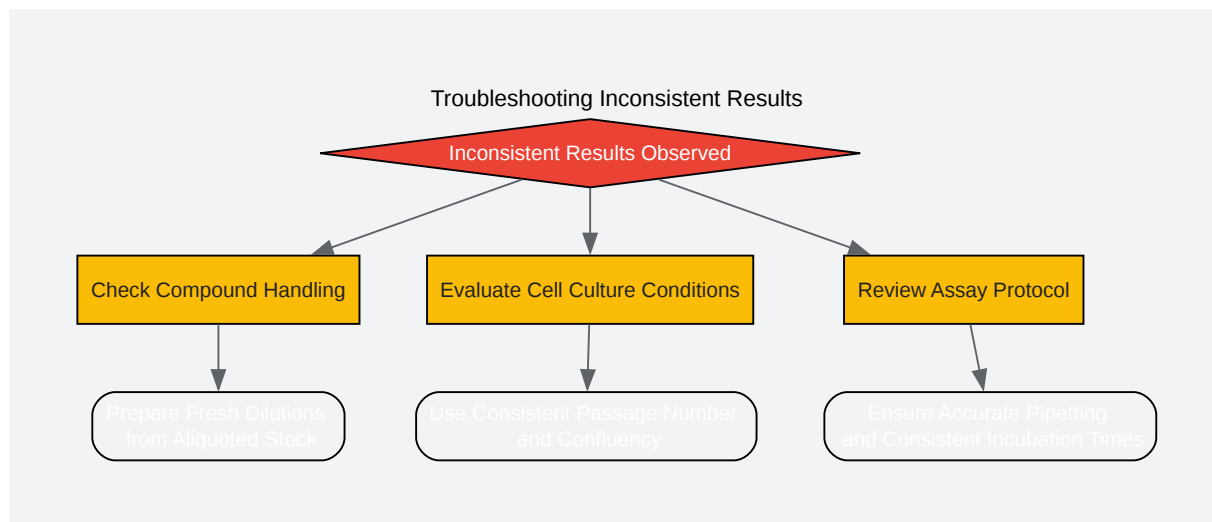 Troubleshooting Inconsistent Results
Inconsistent Results Observed
Check Compound Handling
Evaluate Cell Culture Conditions
Review Assay Protocol
Prepare Fresh Dilutions
from Aliquoted Stock
Use Consistent Passage Number
and Confluency
Ensure Accurate Pipetting
and Consistent Incubation Times